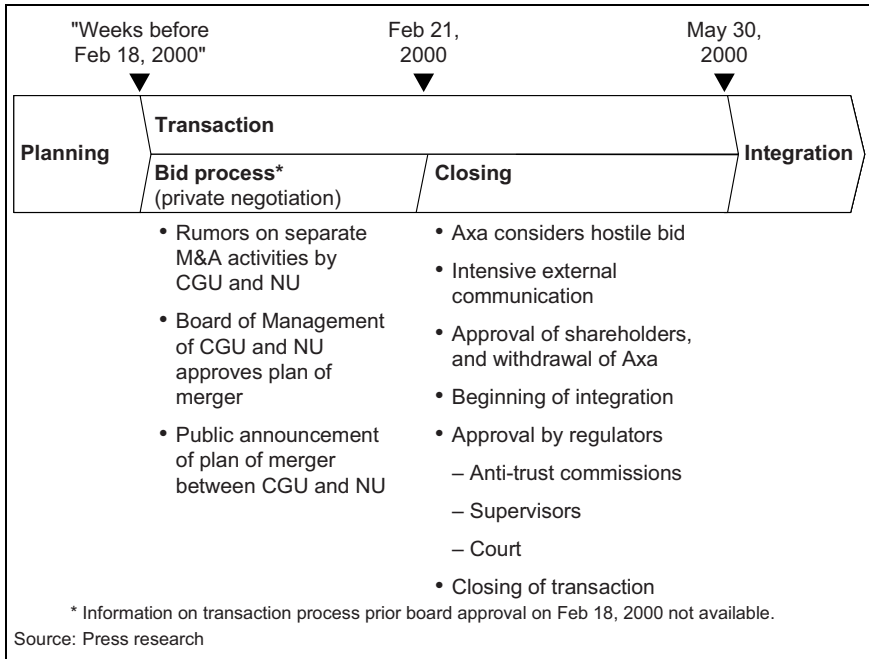 "Weeks before
Feb 18, 2000"
Feb 21,
2000
May 30,
2000
Planning
Transaction
Bid process*
(private negotiation)
Closing
Integration
• Rumors on separate
M&A activities by
CGU and NU
• Board of Management
of CGU and NU
approves plan of
merger
• Public announcement
of plan of merger
between CGU and NU
• Axa considers hostile bid
• Intensive external
communication
• Approval of shareholders,
and withdrawal of Axa
• Beginning of integration
• Approval by regulators
– Anti-trust commissions
– Supervisors
– Court
• Closing of transaction
* Information on transaction process prior board approval on Feb 18, 2000 not available.
Source: Press research